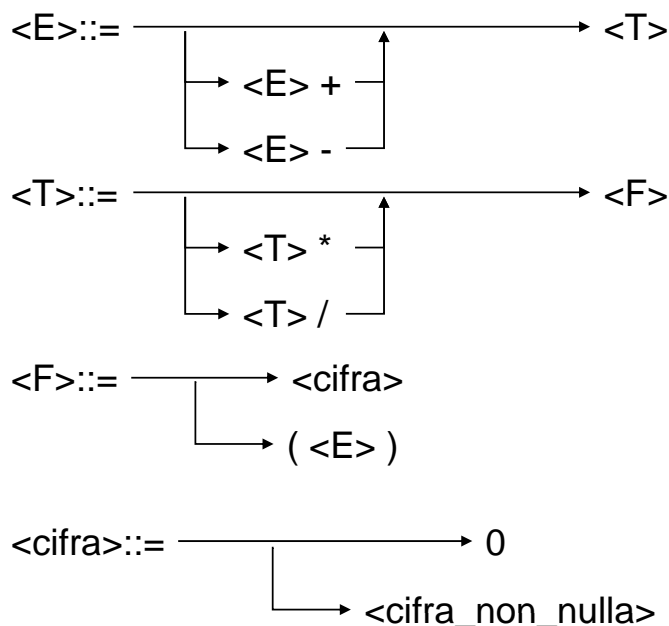 <E>::= <T>
<E> +
<E> -
<T>::= <F>
<T> *
<T> /
<F>::= <cifra>
( <E> )
<cifra>::= 0
<cifra_non_nulla>